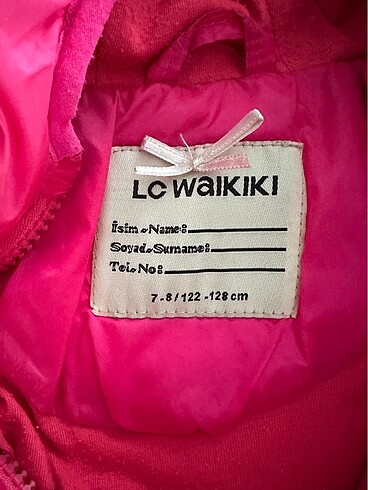 LC WAIKIKI
İsim-Name:
Soyad-Surname:
Tel.No:
7-8/122-128 cm